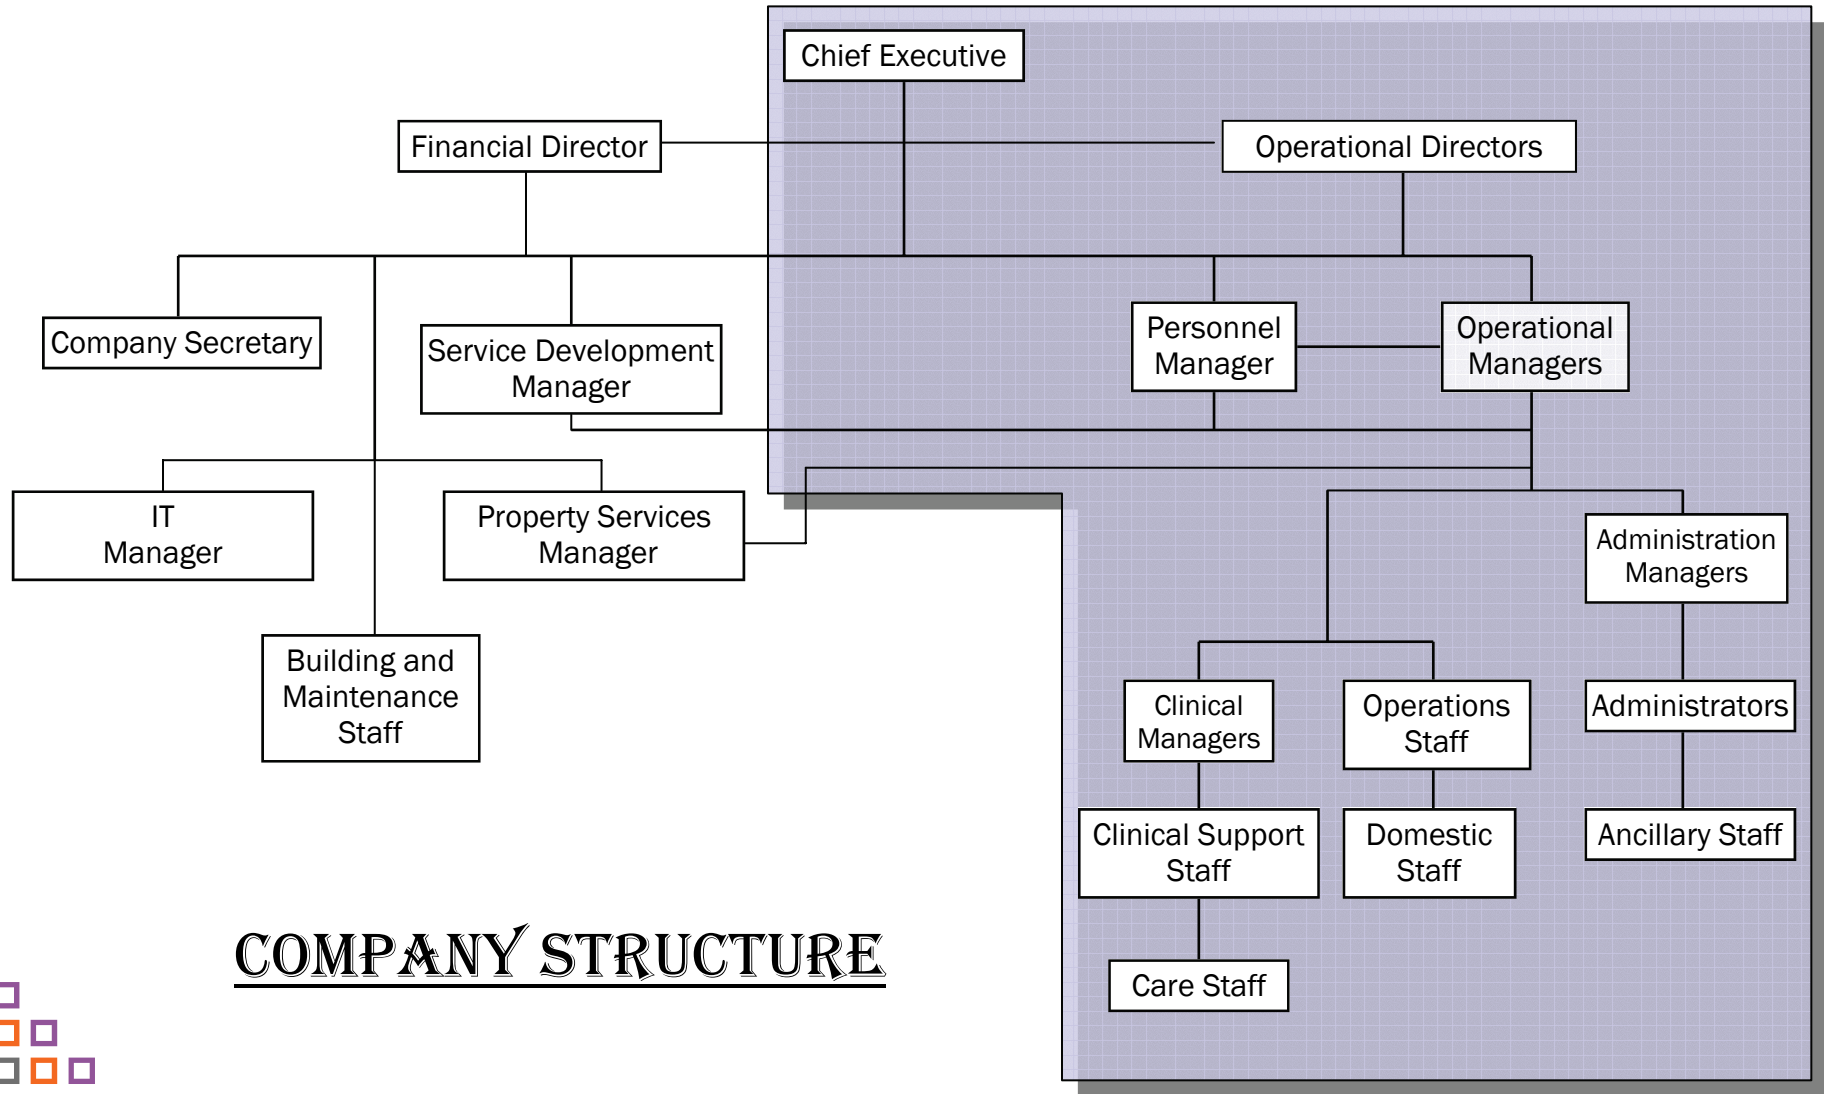 Chief Executive
Financial Director
Operational Directors
Company Secretary
Service Development
Manager
Personnel
Manager
Operational
Managers
IT
Manager
Property Services
Manager
Administration
Managers
Building and
Maintenance
Staff
Clinical
Managers
Operations
Staff
Administrators
Clinical Support
Staff
Domestic
Staff
Ancillary Staff
COMPANY STRUCTURE
Care Staff